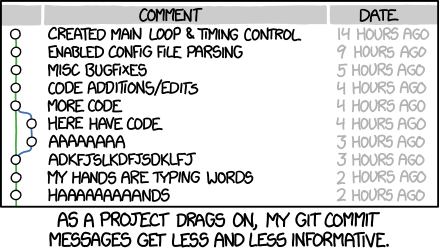 COMMENT DATE
CREATED MAIN LOOP & TIMING CONTROL 14 HOURS AGO
ENABLED CONFIG FILE PARSING 9 HOURS AGO
MISC BUGFIXES 5 HOURS AGO
CODE ADDITIONS/EDITS 4 HOURS AGO
MORE CODE 4 HOURS AGO
HERE HAVE CODE 4 HOURS AGO
AAAAAAAA 3 HOURS AGO
ADKFJSLKDFJSDKLFJ 3 HOURS AGO
MY HANDS ARE TYPING WORDS 2 HOURS AGO
HAAAAAAAAANDS 2 HOURS AGO
AS A PROJECT DRAGS ON, MY GIT COMMIT
MESSAGES GET LESS AND LESS INFORMATIVE.